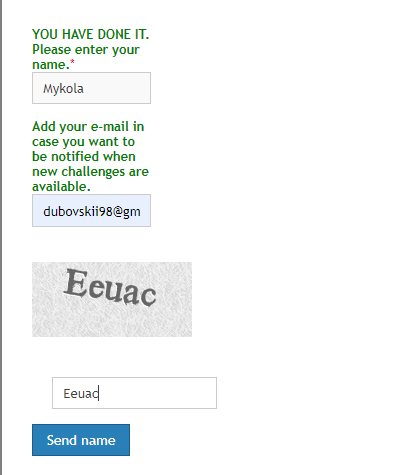 YOU HAVE DONE IT.
Please enter your
name.*
Mykola
Add your e-mail in
case you want to
be notified when
new challenges are
available.
dubovskii98@gm
Eeuac
Eeuac
Send name